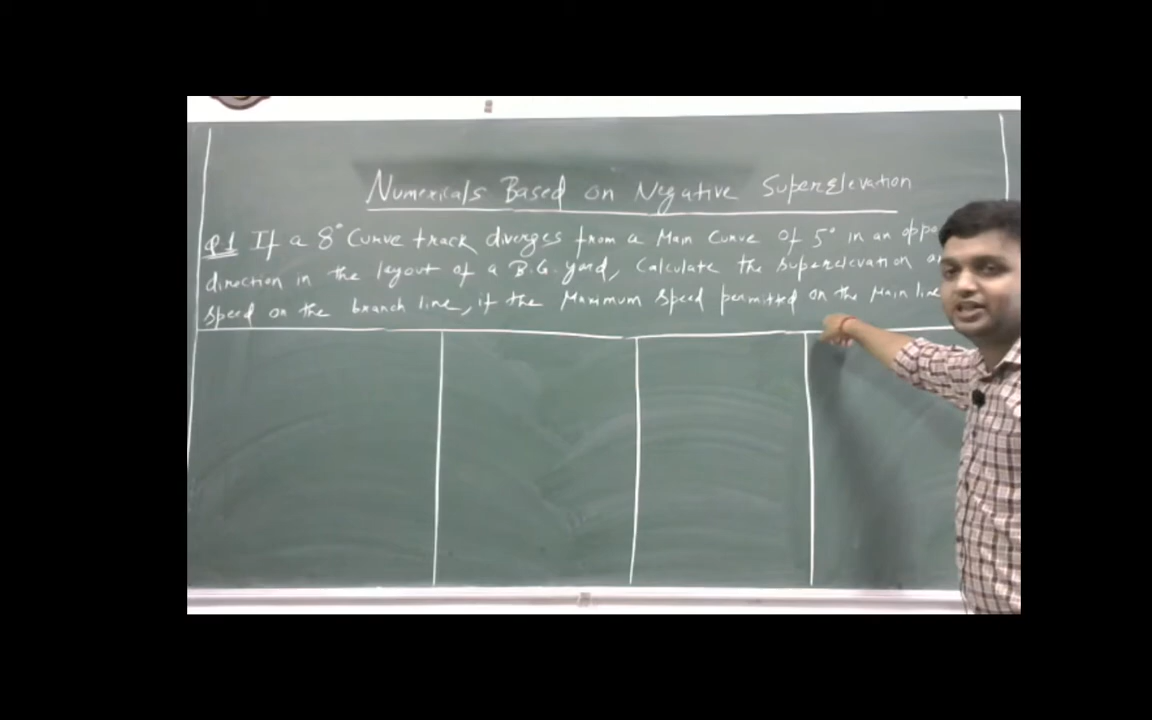 Numericals Based on Negative Superelevation
Q1 If a 8° Curve track diverges from a Main Curve of 5° in an
direction in the layout of a B.G. yard, Calculate the superelevation
speed on the branch line, if the Maximum speed permitted on the Main line